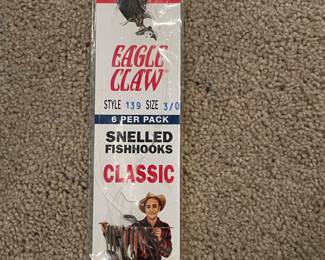 EAGLE
CLAW
STYLE 139 SIZE 3/0
6 PER PACK
SNELLED
FISHHOOKS
CLASSIC